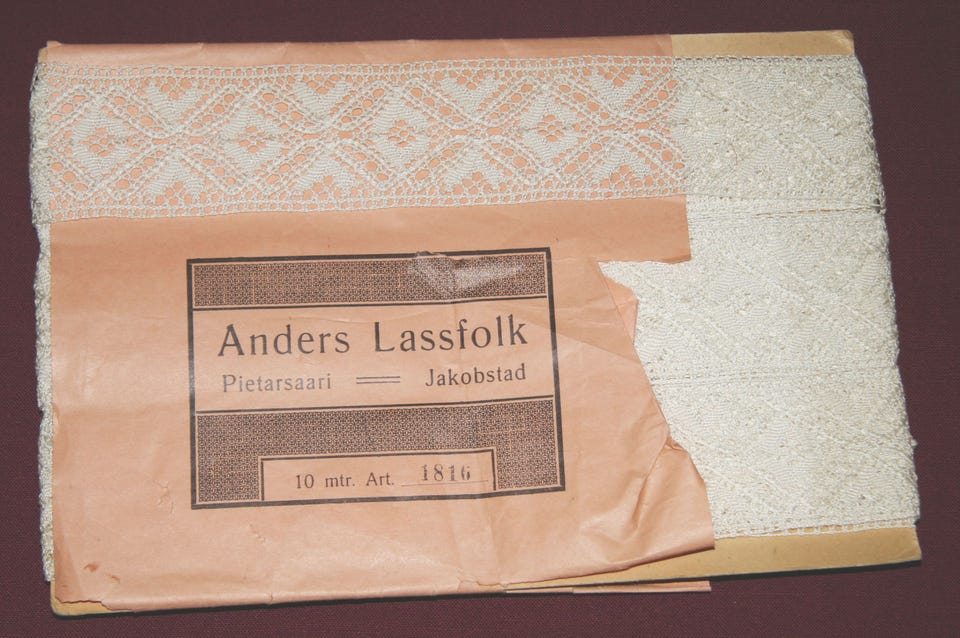 Anders Lassfolk
Pietarsaari = Jakobstad
10 mtr. Art. 1816